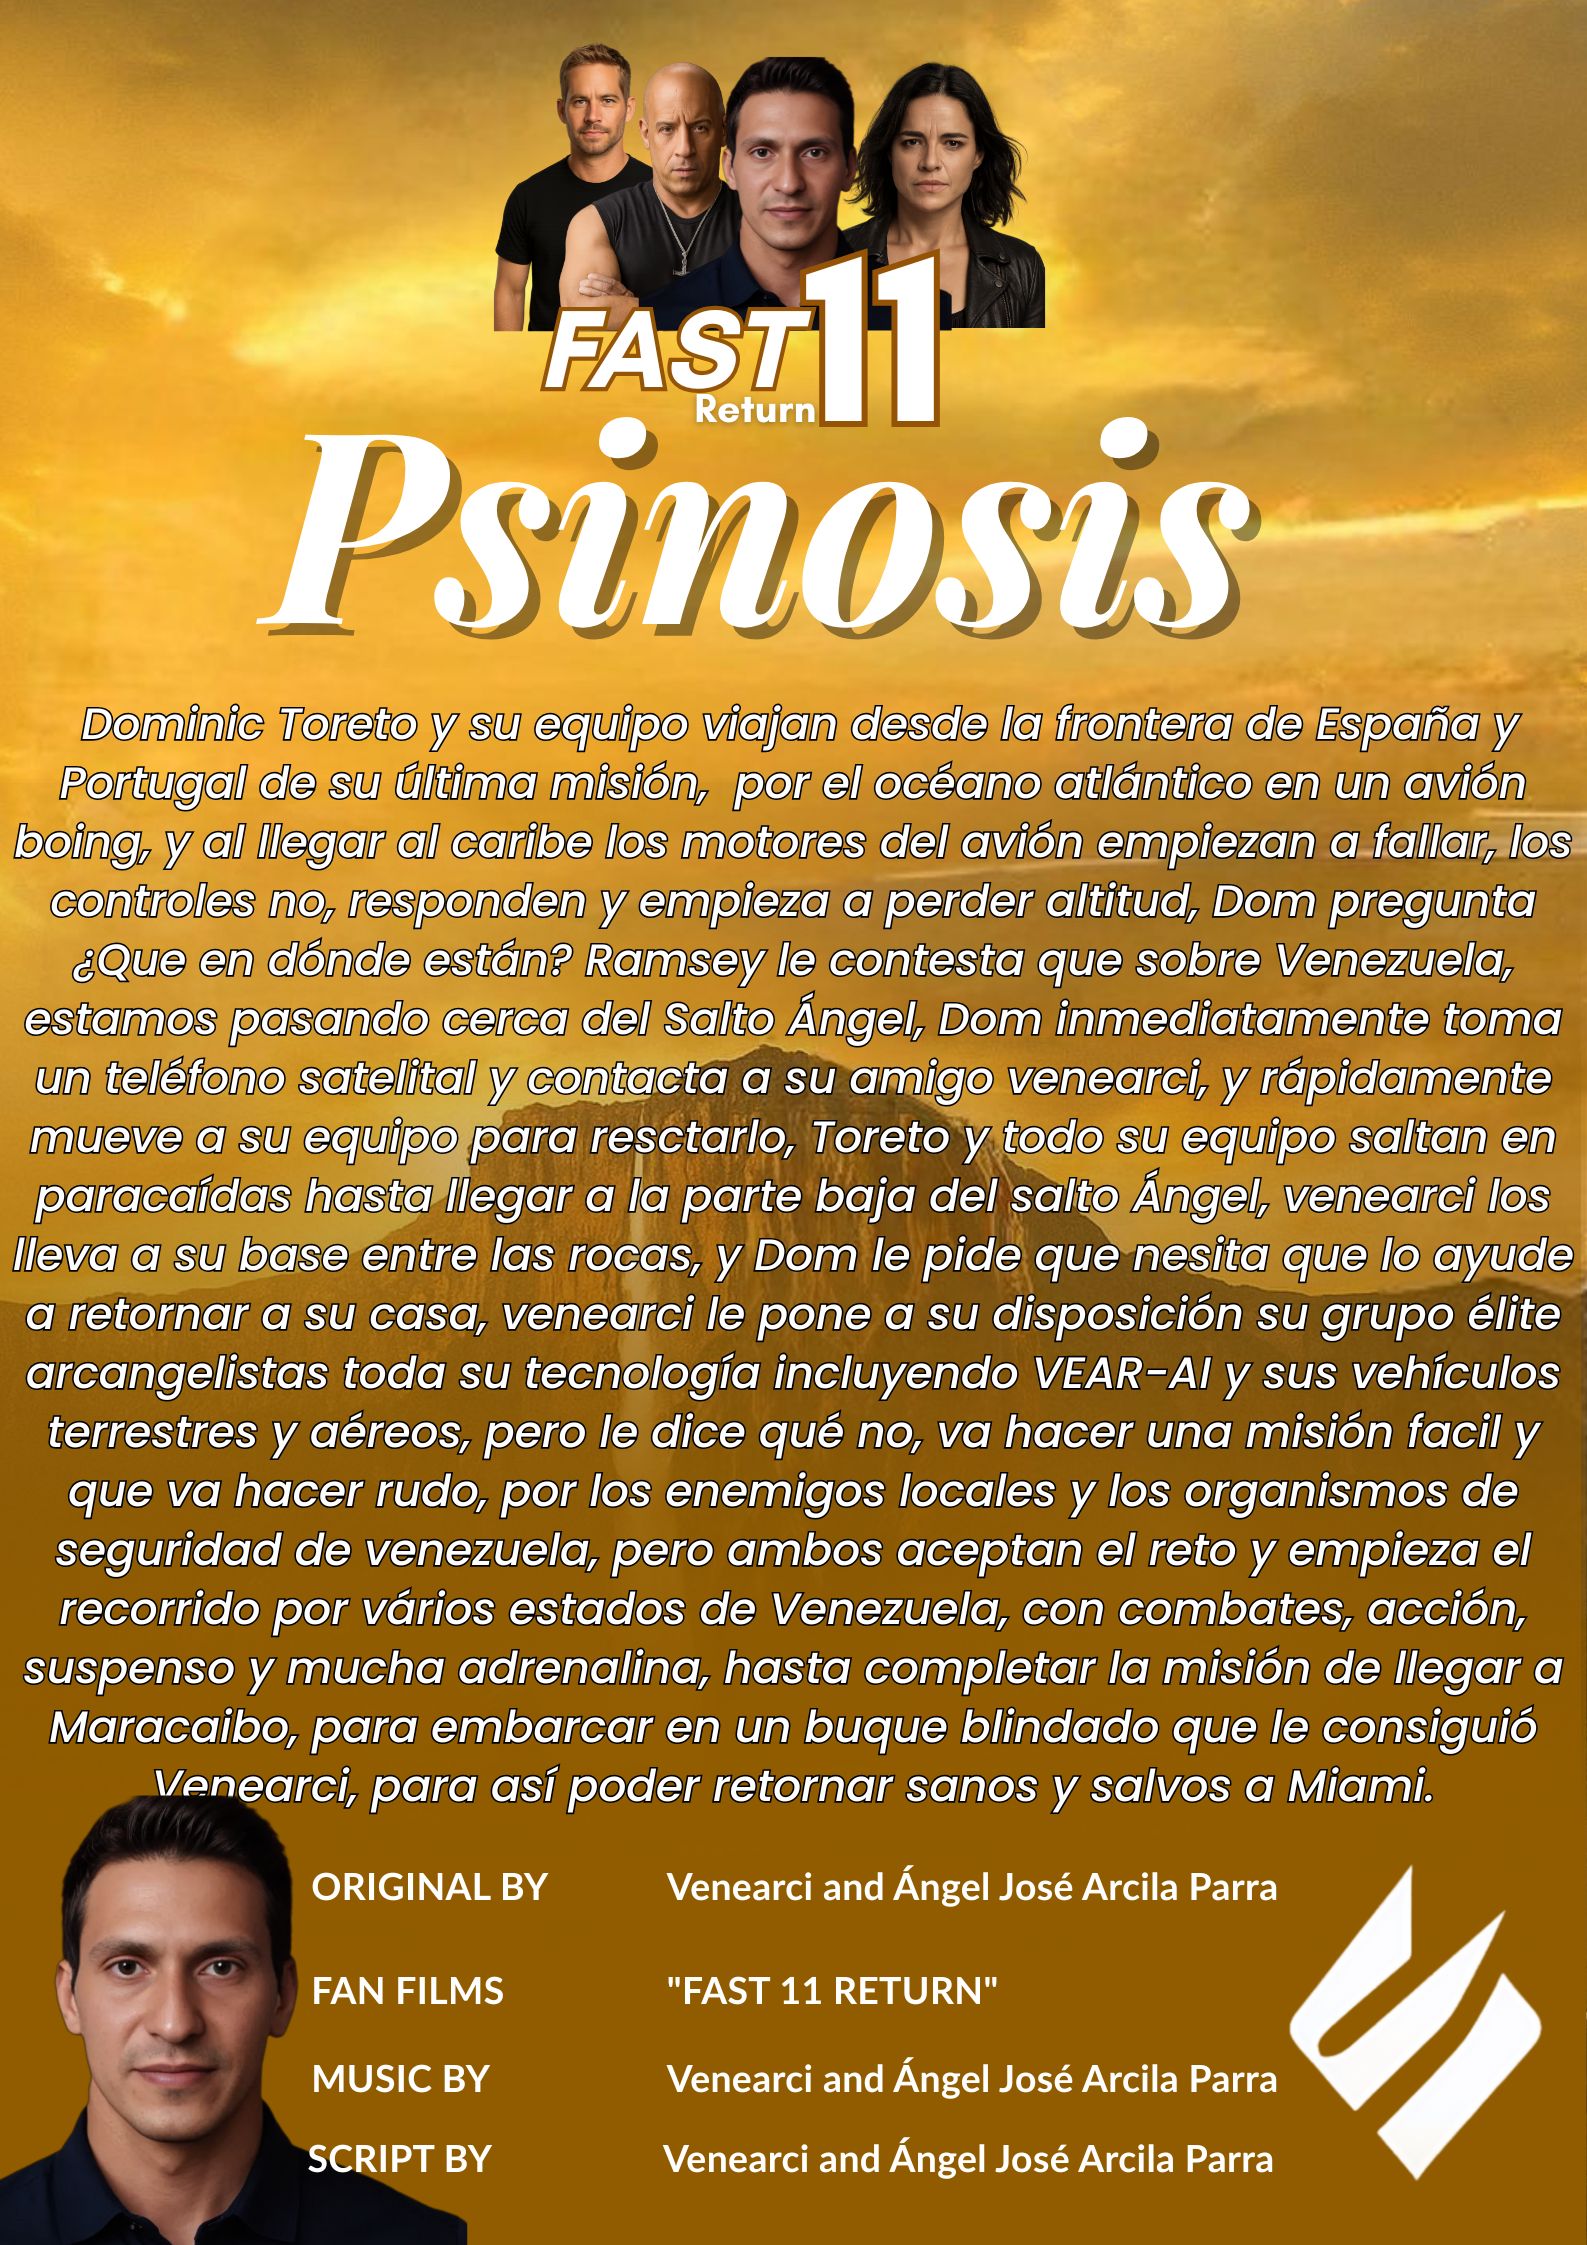 FAST 11
Return
Psinosis
Dominic Toreto y su equipo viajan desde la frontera de España y
Portugal de su última misión, por el océano atlántico en un avión
boing, y al llegar al caribe los motores del avión empiezan a fallar, los
controles no, responden y empieza a perder altitud, Dom pregunta
¿Que en dónde están? Ramsey le contesta que sobre Venezuela,
estamos pasando cerca del Salto Ángel, Dom inmediatamente toma
un teléfono satelital y contacta a su amigo venearci, y rápidamente
mueve a su equipo para resctarlo, Toreto y todo su equipo saltan en
paracaídas hasta llegar a la parte baja del salto Ángel, venearci los
lleva a su base entre las rocas, y Dom le pide que nesita que lo ayude
a retornar a su casa, venearci le pone a su disposición su grupo élite
arcangelistas toda su tecnología incluyendo VEAR-AI y sus vehículos
terrestres y aéreos, pero le dice qué no, va hacer una misión facil y
que va hacer rudo, por los enemigos locales y los organismos de
seguridad de venezuela, pero ambos aceptan el reto y empieza el
recorrido por vários estados de Venezuela, con combates, acción,
suspenso y mucha adrenalina, hasta completar la misión de llegar a
Maracaibo, para embarcar en un buque blindado que le consiguió
Venearci, para así poder retornar sanos y salvos a Miami.
ORIGINAL BY Venearci and Ángel José Arcila Parra
FAN FILMS "FAST 11 RETURN"
MUSIC BY Venearci and Ángel José Arcila Parra
SCRIPT BY Venearci and Ángel José Arcila Parra